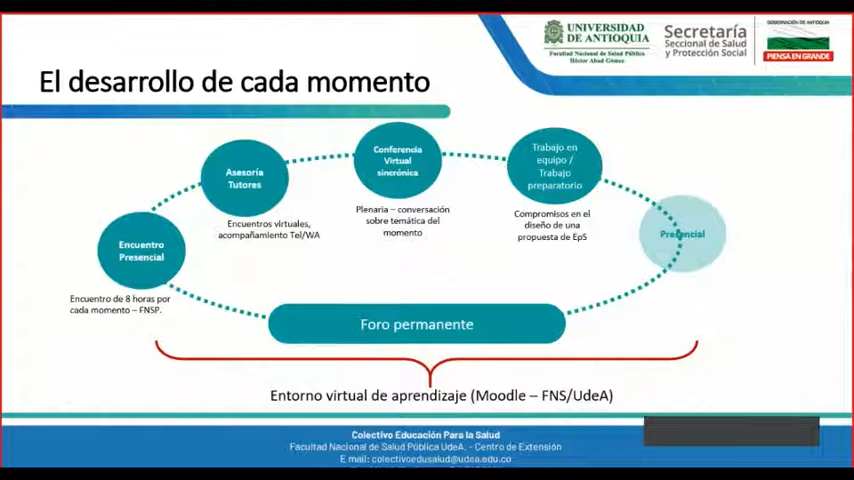 UNIVERSIDAD
DE ANTIOQUIA
Facultad Nacional de Salud Pública
Héctor Abad Gómez
Secretaría
Seccional de Salud
y Protección Social
GOBERNACIÓN DE ANTIOQUIA
PIENSA EN GRANDE
El desarrollo de cada momento
Encuentro
Presencial
Encuentro de 8 horas por
cada momento – FNSP.
Asesoría
Tutores
Encuentros virtuales,
acompañamiento Tel/WA
Conferencia
Virtual
sincrónica
Plenaria – conversación
sobre temática del
momento
Trabajo en
equipo /
Trabajo
preparatorio
Compromisos en el
diseño de una
propuesta de EpS
Presencial
Foro permanente
Entorno virtual de aprendizaje (Moodle – FNS/UdeA)
Colectivo Educación Para la Salud
Facultad Nacional de Salud Pública UdeA. - Centro de Extensión
E mail: colectivoedusalud@udea.edu.co